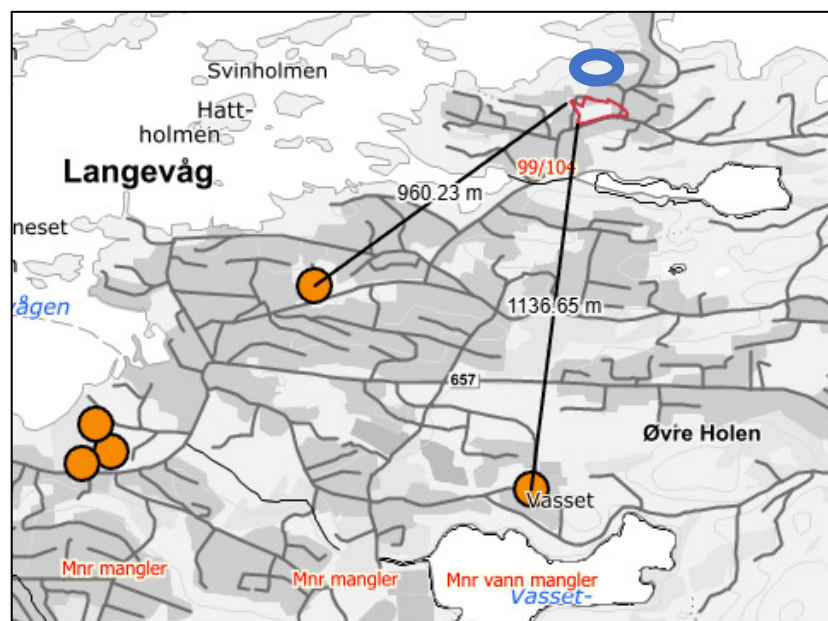 Svinholmen
Hatt-
holmen
Langevåg
99/104
960.23 m
neset
vågen
1136.65 m
657
Øvre Holen
Vasset
Mnr mangler
Mnr mangler
Mnr vann mangler
Vasset-